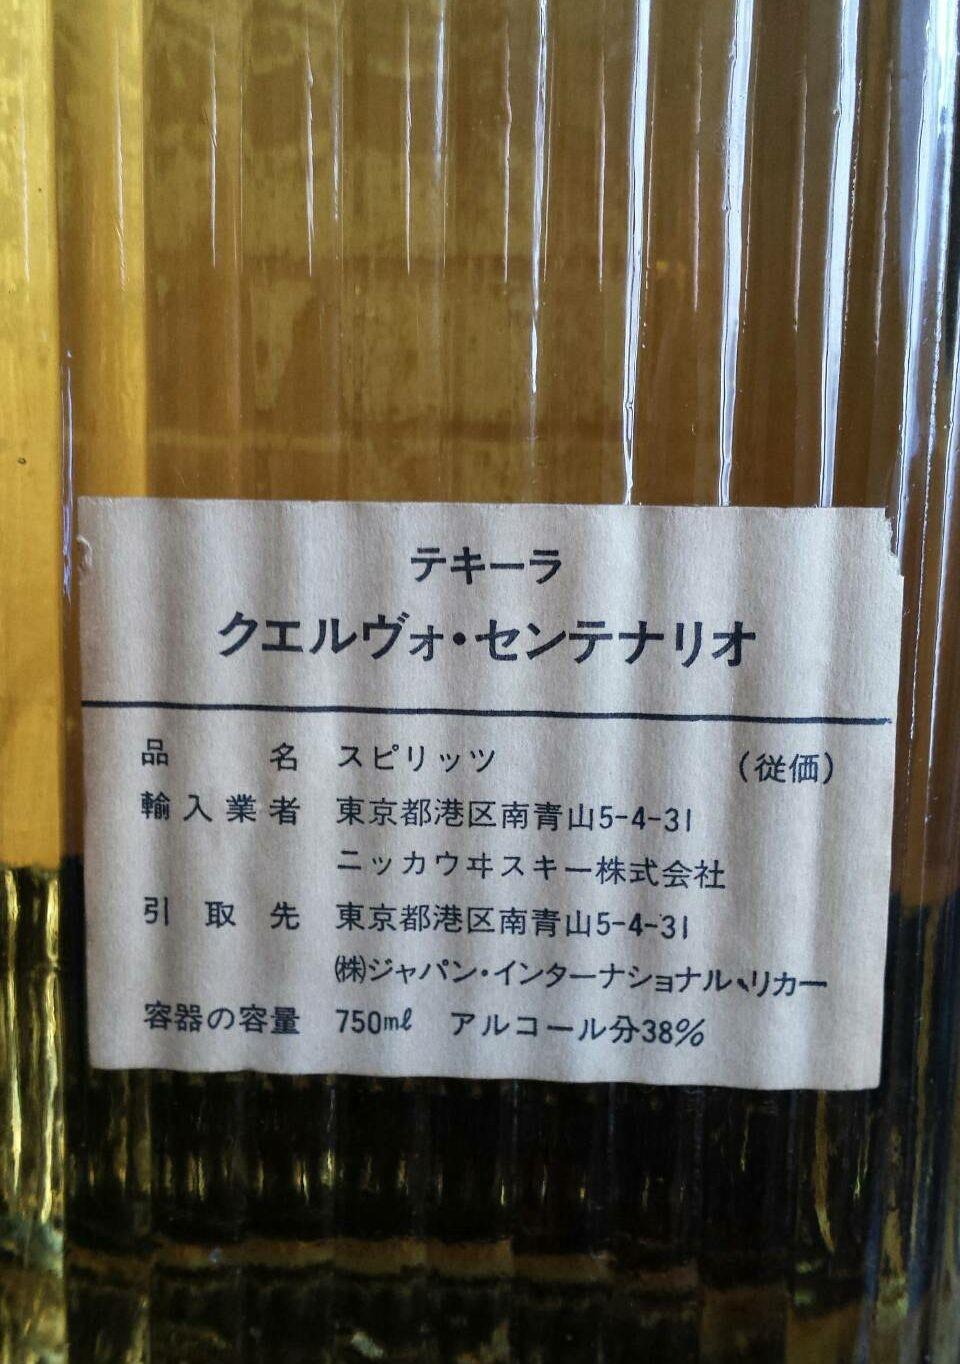 テキーラ
クエルヴォ・センテナリオ
品名 スピリッツ (従価)
輸入業者 東京都港区南青山5-4-31
ニッカウヰスキー株式会社
引取先 東京都港区南青山5-4-31
㈱ジャパン・インターナショナル・リカー
容器の容量 750㎖ アルコール分38%